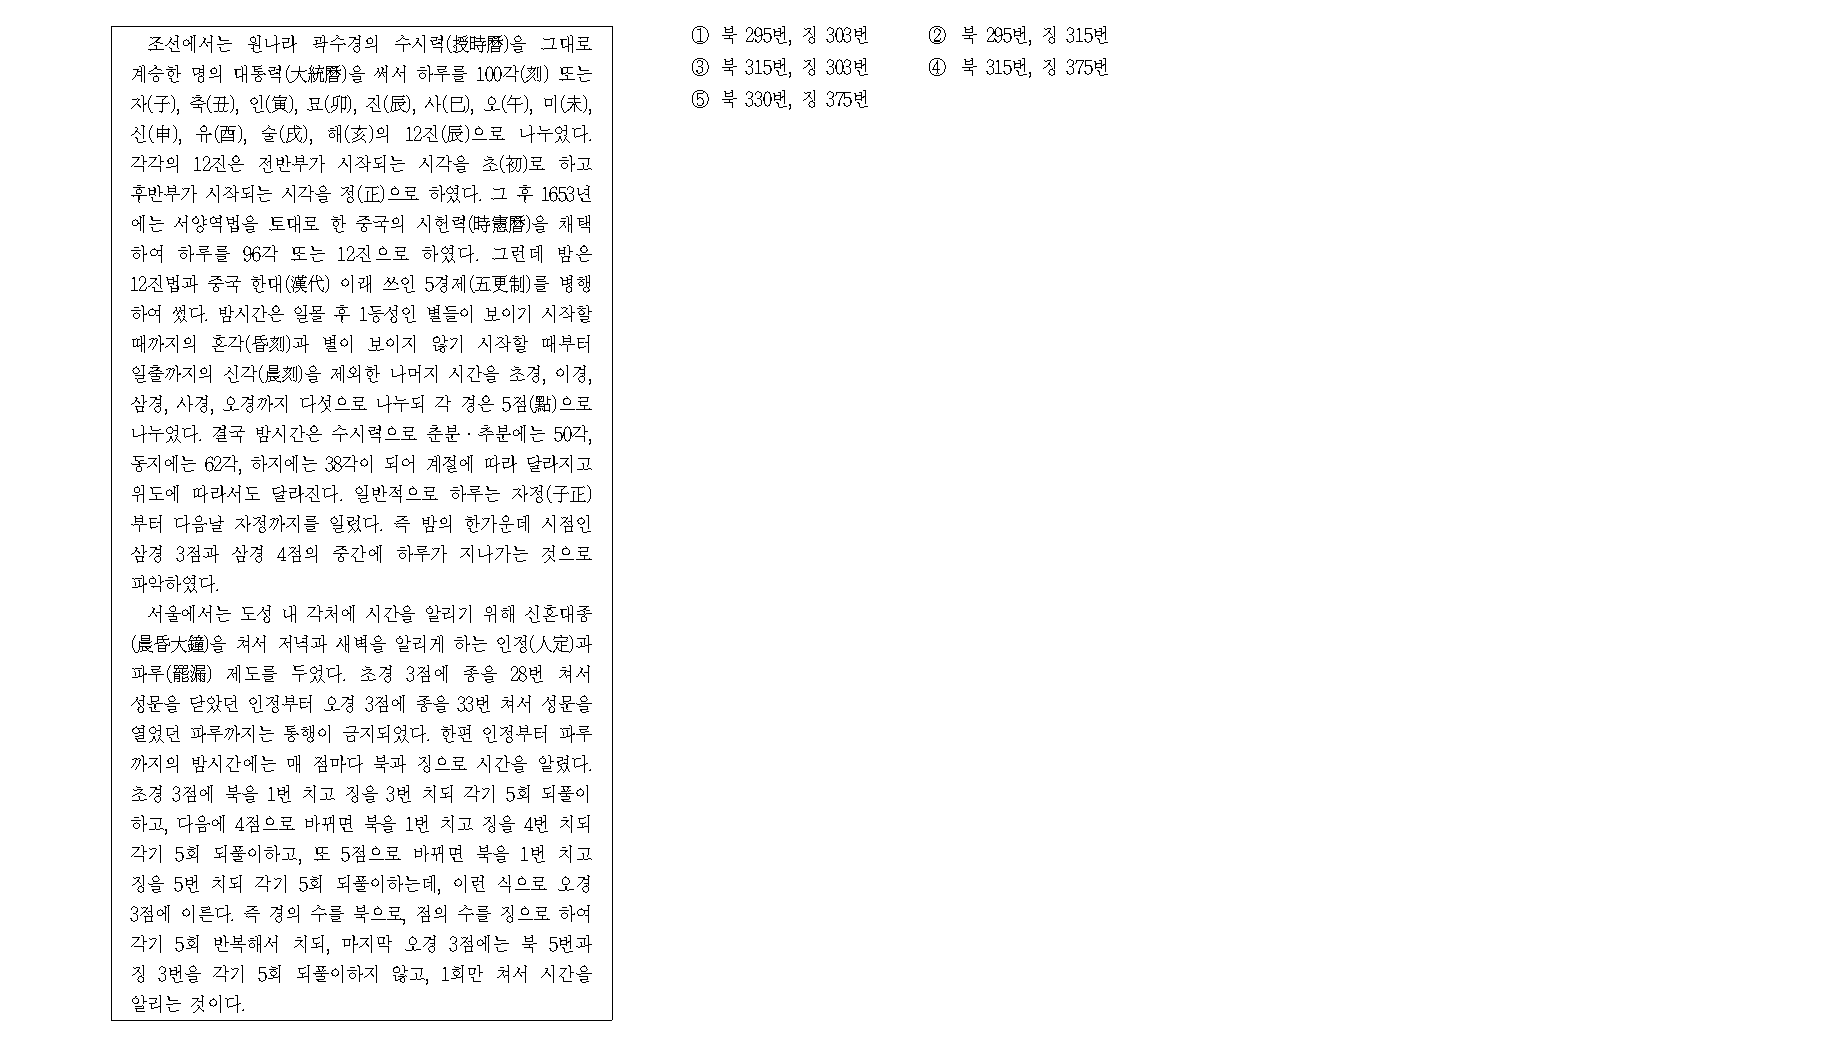 조선에서는 원나라 곽수경의 수시력(授時曆)을 그대로
계승한 명의 대통력(大統曆)을 써서 하루를 100각(刻) 또는
자(子), 축(丑), 인(寅), 묘(卯), 진(辰), 사(巳), 오(午), 미(未),
신(申), 유(酉), 술(戌), 해(亥)의 12진(辰)으로 나누었다.
각각의 12진은 전반부가 시작되는 시각을 초(初)로 하고
후반부가 시작되는 시각을 정(正)으로 하였다. 그 후 1653년
에는 서양역법을 토대로 한 중국의 시헌력(時憲曆)을 채택
하여 하루를 96각 또는 12진으로 하였다. 그런데 밤은
12진법과 중국 한대(漢代) 이래 쓰인 5경제(五更制)를 병행
하여 썼다. 밤시간은 일몰 후 1등성인 별들이 보이기 시작할
때까지의 혼각(昏刻)과 별이 보이지 않기 시작할 때부터
일출까지의 신각(晨刻)을 제외한 나머지 시간을 초경, 이경,
삼경, 사경, 오경까지 다섯으로 나누되 각 경은 5점(點)으로
나누었다. 결국 밤시간은 수시력으로 춘분·추분에는 50각,
동지에는 62각, 하지에는 38각이 되어 계절에 따라 달라지고
위도에 따라서도 달라진다. 일반적으로 하루는 자정(子正)
부터 다음날 자정까지를 일렀다. 즉 밤의 한가운데 시점인
삼경 3점과 삼경 4점의 중간에 하루가 지나가는 것으로
파악하였다.
서울에서는 도성 내 각처에 시간을 알리기 위해 신혼대종
(晨昏大鐘)을 쳐서 저녁과 새벽을 알리게 하는 인정(人定)과
파루(罷漏) 제도를 두었다. 초경 3점에 종을 28번 쳐서
성문을 닫았던 인정부터 오경 3점에 종을 33번 쳐서 성문을
열었던 파루까지는 통행이 금지되었다. 한편 인정부터 파루
까지의 밤시간에는 매 점마다 북과 징으로 시간을 알렸다.
초경 3점에 북을 1번 치고 징을 3번 치되 각기 5회 되풀이
하고, 다음에 4점으로 바뀌면 북을 1번 치고 징을 4번 치되
각기 5회 되풀이하고, 또 5점으로 바뀌면 북을 1번 치고
징을 5번 치되 각기 5회 되풀이하는데, 이런 식으로 오경
3점에 이른다. 즉 경의 수를 북으로, 점의 수를 징으로 하여
각기 5회 반복해서 치되, 마지막 오경 3점에는 북 5번과
징 3번을 각기 5회 되풀이하지 않고, 1회만 쳐서 시간을
알리는 것이다.
① 북 295번, 징 303번 ② 북 295번, 징 315번
③ 북 315번, 징 303번 ④ 북 315번, 징 375번
⑤ 북 330번, 징 375번